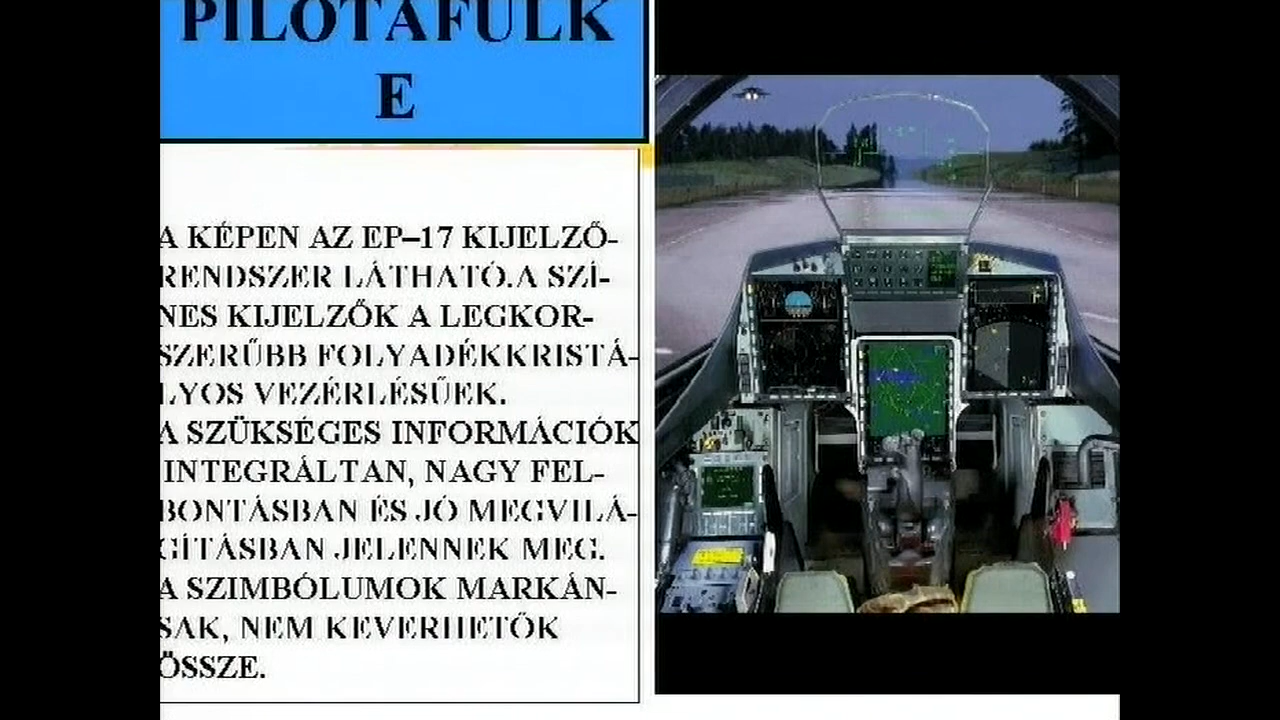 PILÓTAFÜLK
E
A KÉPEN AZ EP–17 KIJELZŐ-
RENDSZER LÁTHATÓ.A SZÍ-
NES KIJELZŐK A LEGKOR-
SZERŰBB FOLYADÉKKRISTÁ-
LYOS VEZÉRLÉSŰEK.
A SZÜKSÉGES INFORMÁCIÓK
INTEGRÁLTAN, NAGY FEL-
BONTÁSBAN ÉS JÓ MEGVILÁ-
GÍTÁSBAN JELENNEK MEG.
A SZIMBÓLUMOK MARKÁN-
SAK, NEM KEVERHETŐK
ÖSSZE.